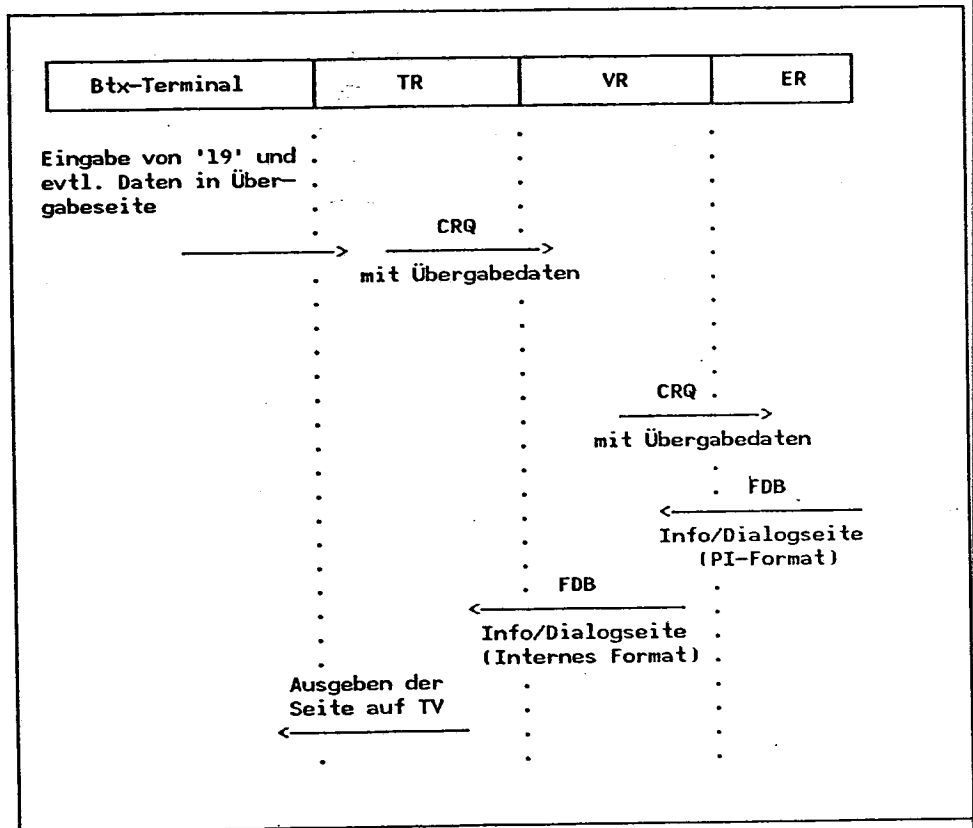 Btx-Terminal TR VR ER
Eingabe von '19' und
evtl. Daten in Über-
gabeseite
CRQ
mit Übergabedaten
CRQ
mit Übergabedaten
FDB
Info/Dialogseite
(PI-Format)
FDB
Info/Dialogseite
(Internes Format)
Ausgeben der
Seite auf TV